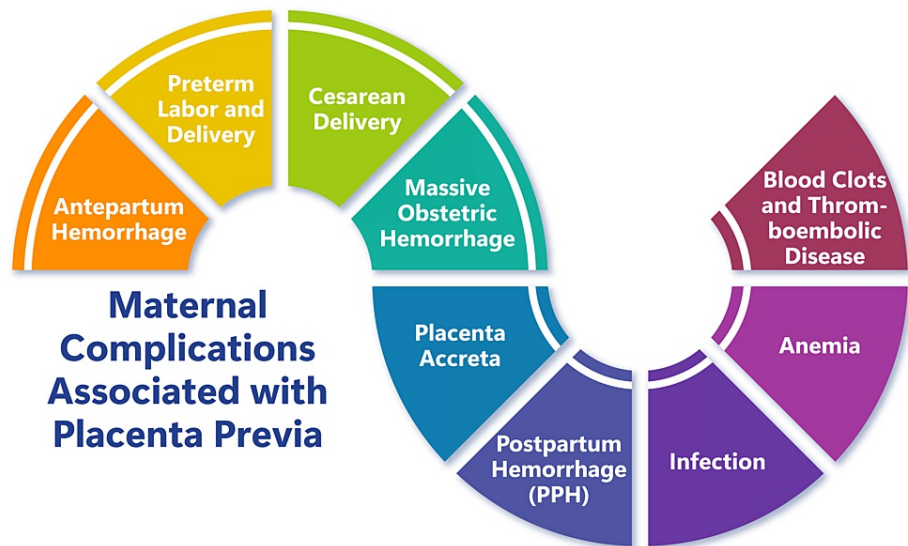 Antepartum
Hemorrhage
Preterm
Labor and
Delivery
Cesarean
Delivery
Massive
Obstetric
Hemorrhage
Placenta
Accreta
Postpartum
Hemorrhage
(PPH)
Infection
Anemia
Blood Clots
and Throm-
boembolic
Disease
Maternal
Complications
Associated with
Placenta Previa